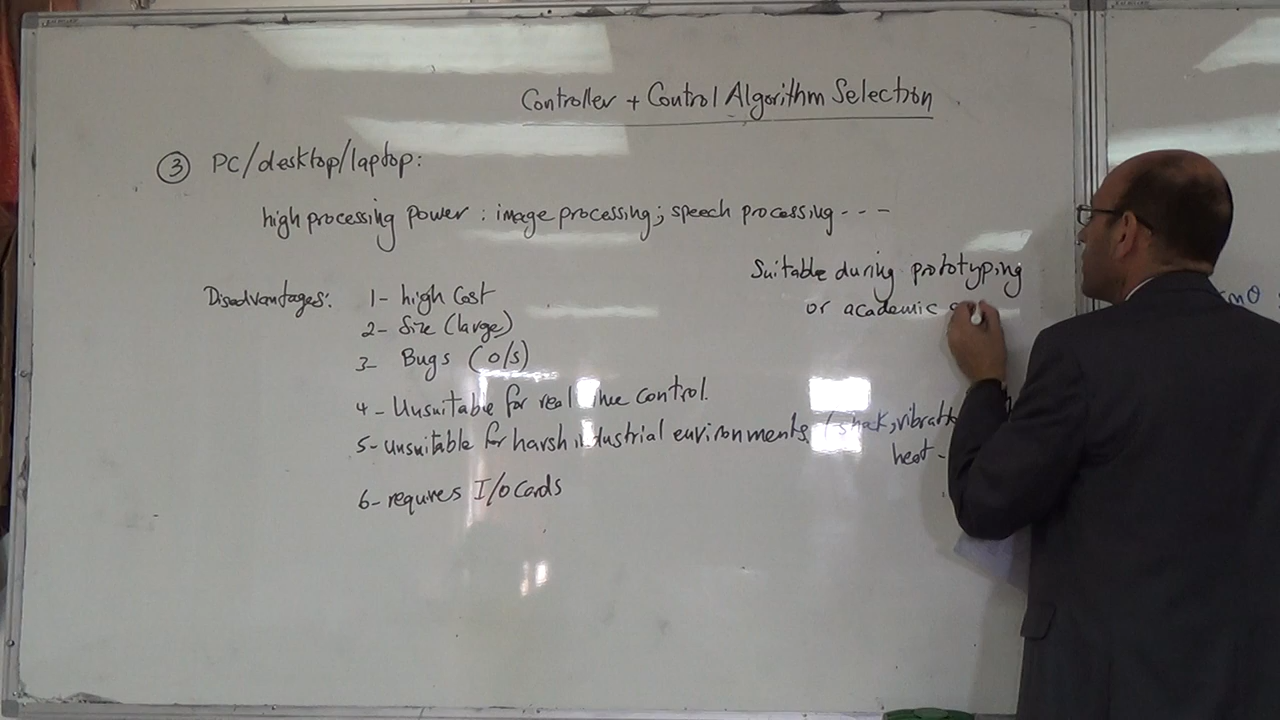 Controller + Control Algorithm Selection
③ PC/desktop/laptop:
high processing power : image processing; speech processing - - -
Suitable during prototyping
or academic
Disadvantages: 1- high Cost
2- Size (large)
3- Bugs (O/S)
4- Unsuitable for real time control.
5- unsuitable for harsh industrial environments (shock, vibratio
heat -
6- requires I/O Cards